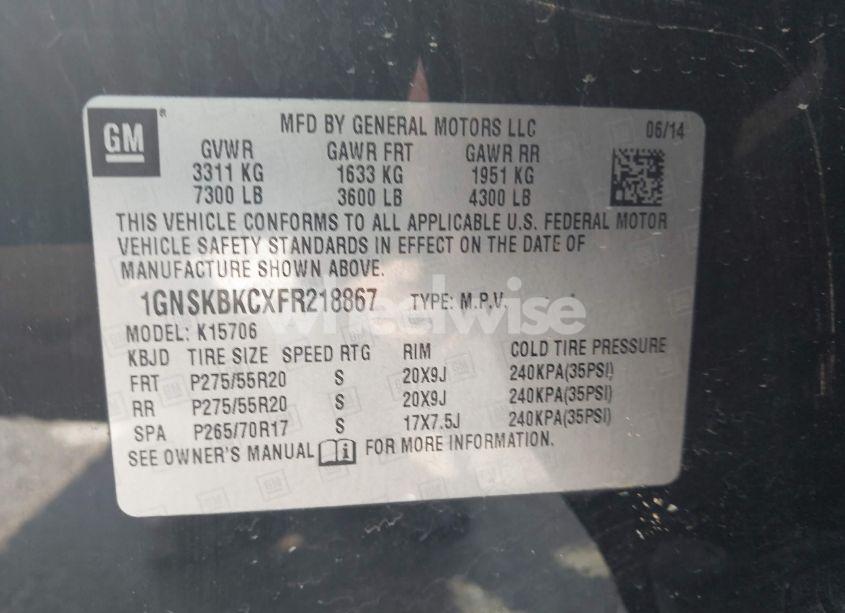 GM ®
MFD BY GENERAL MOTORS LLC 06/14
GVWR GAWR FRT GAWR RR
3311 KG 1633 KG 1951 KG
7300 LB 3600 LB 4300 LB
THIS VEHICLE CONFORMS TO ALL APPLICABLE U.S. FEDERAL MOTOR
VEHICLE SAFETY STANDARDS IN EFFECT ON THE DATE OF
MANUFACTURE SHOWN ABOVE.
1GNSKBKCXFR218867 TYPE: M.P.V.
wheelwise
MODEL: K15706
KBJD TIRE SIZE SPEED RTG RIM COLD TIRE PRESSURE
FRT P275/55R20 S 20X9J 240KPA(35PSI)
RR P275/55R20 S 20X9J 240KPA(35PSI)
SPA P265/70R17 S 17X7.5J 240KPA(35PSI)
SEE OWNER'S MANUAL i FOR MORE INFORMATION.